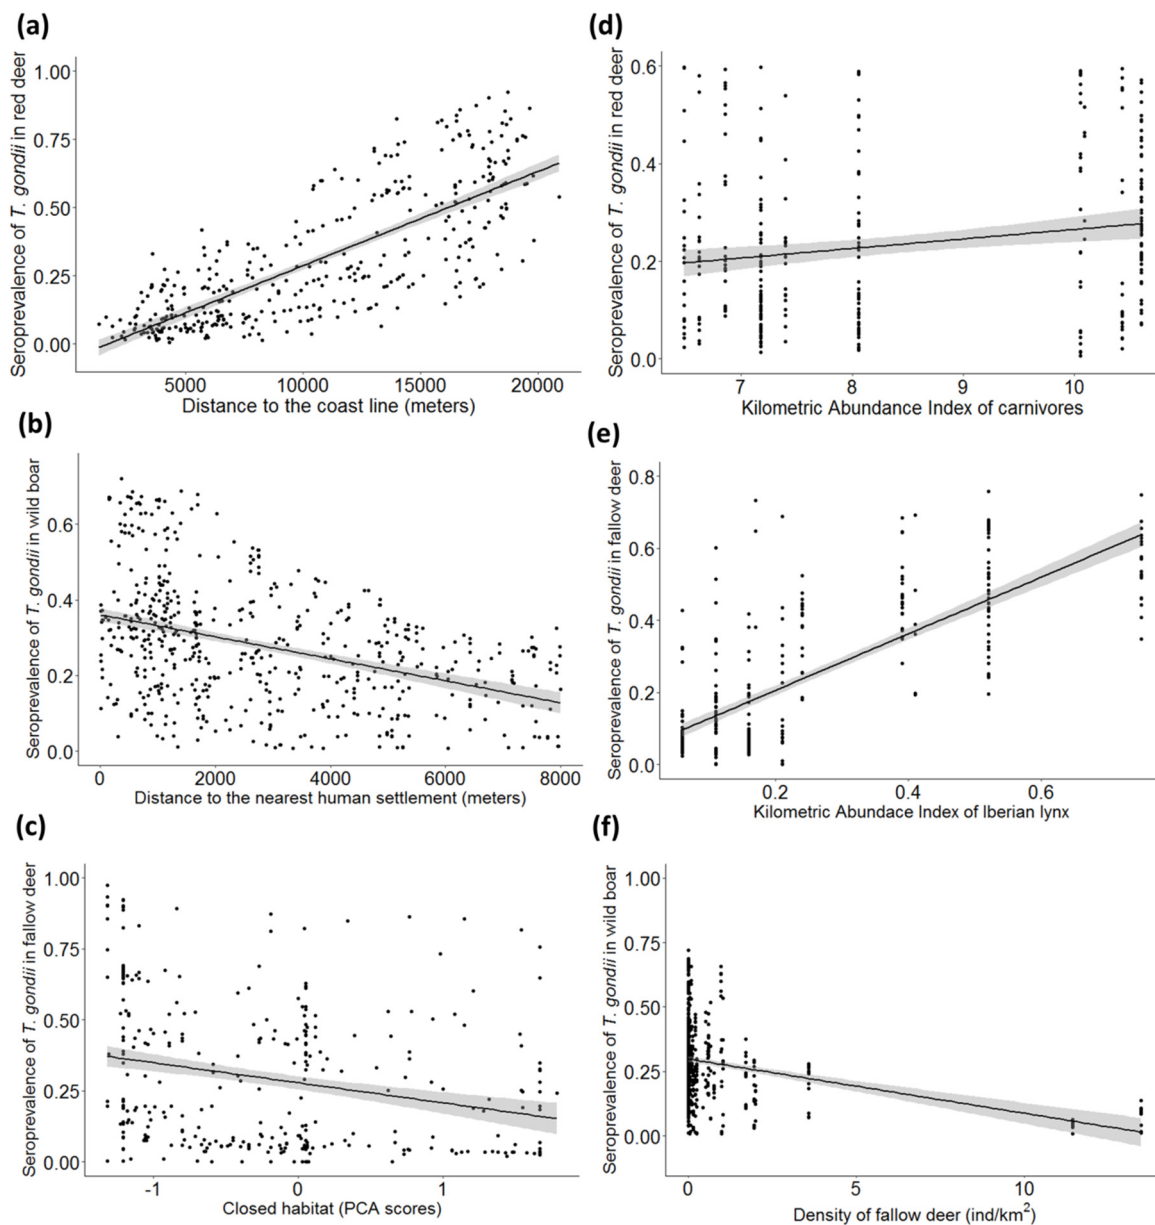 (a)
Seroprevalence of T. gondii in red deer
1.00
0.75
0.50
0.25
0.00
5000 10000 15000 20000
Distance to the coast line (meters)
(d)
Seroprevalence of T. gondii in red deer
0.6
0.4
0.2
0.0
7 8 9 10
Kilometric Abundance Index of carnivores
(b)
Seroprevalence of T. gondii in wild boar
0.6
0.4
0.2
0.0
0 2000 4000 6000 8000
Distance to the nearest human settlement (meters)
(e)
Seroprevalence of T. gondii in fallow deer
0.8
0.6
0.4
0.2
0.0
0.2 0.4 0.6
Kilometric Abundace Index of Iberian lynx
(c)
Seroprevalence of T. gondii in fallow deer
1.00
0.75
0.50
0.25
0.00
-1 0 1
Closed habitat (PCA scores)
(f)
Seroprevalence of T. gondii in wild boar
1.00
0.75
0.50
0.25
0.00
0 5 10
Density of fallow deer (ind/km²)